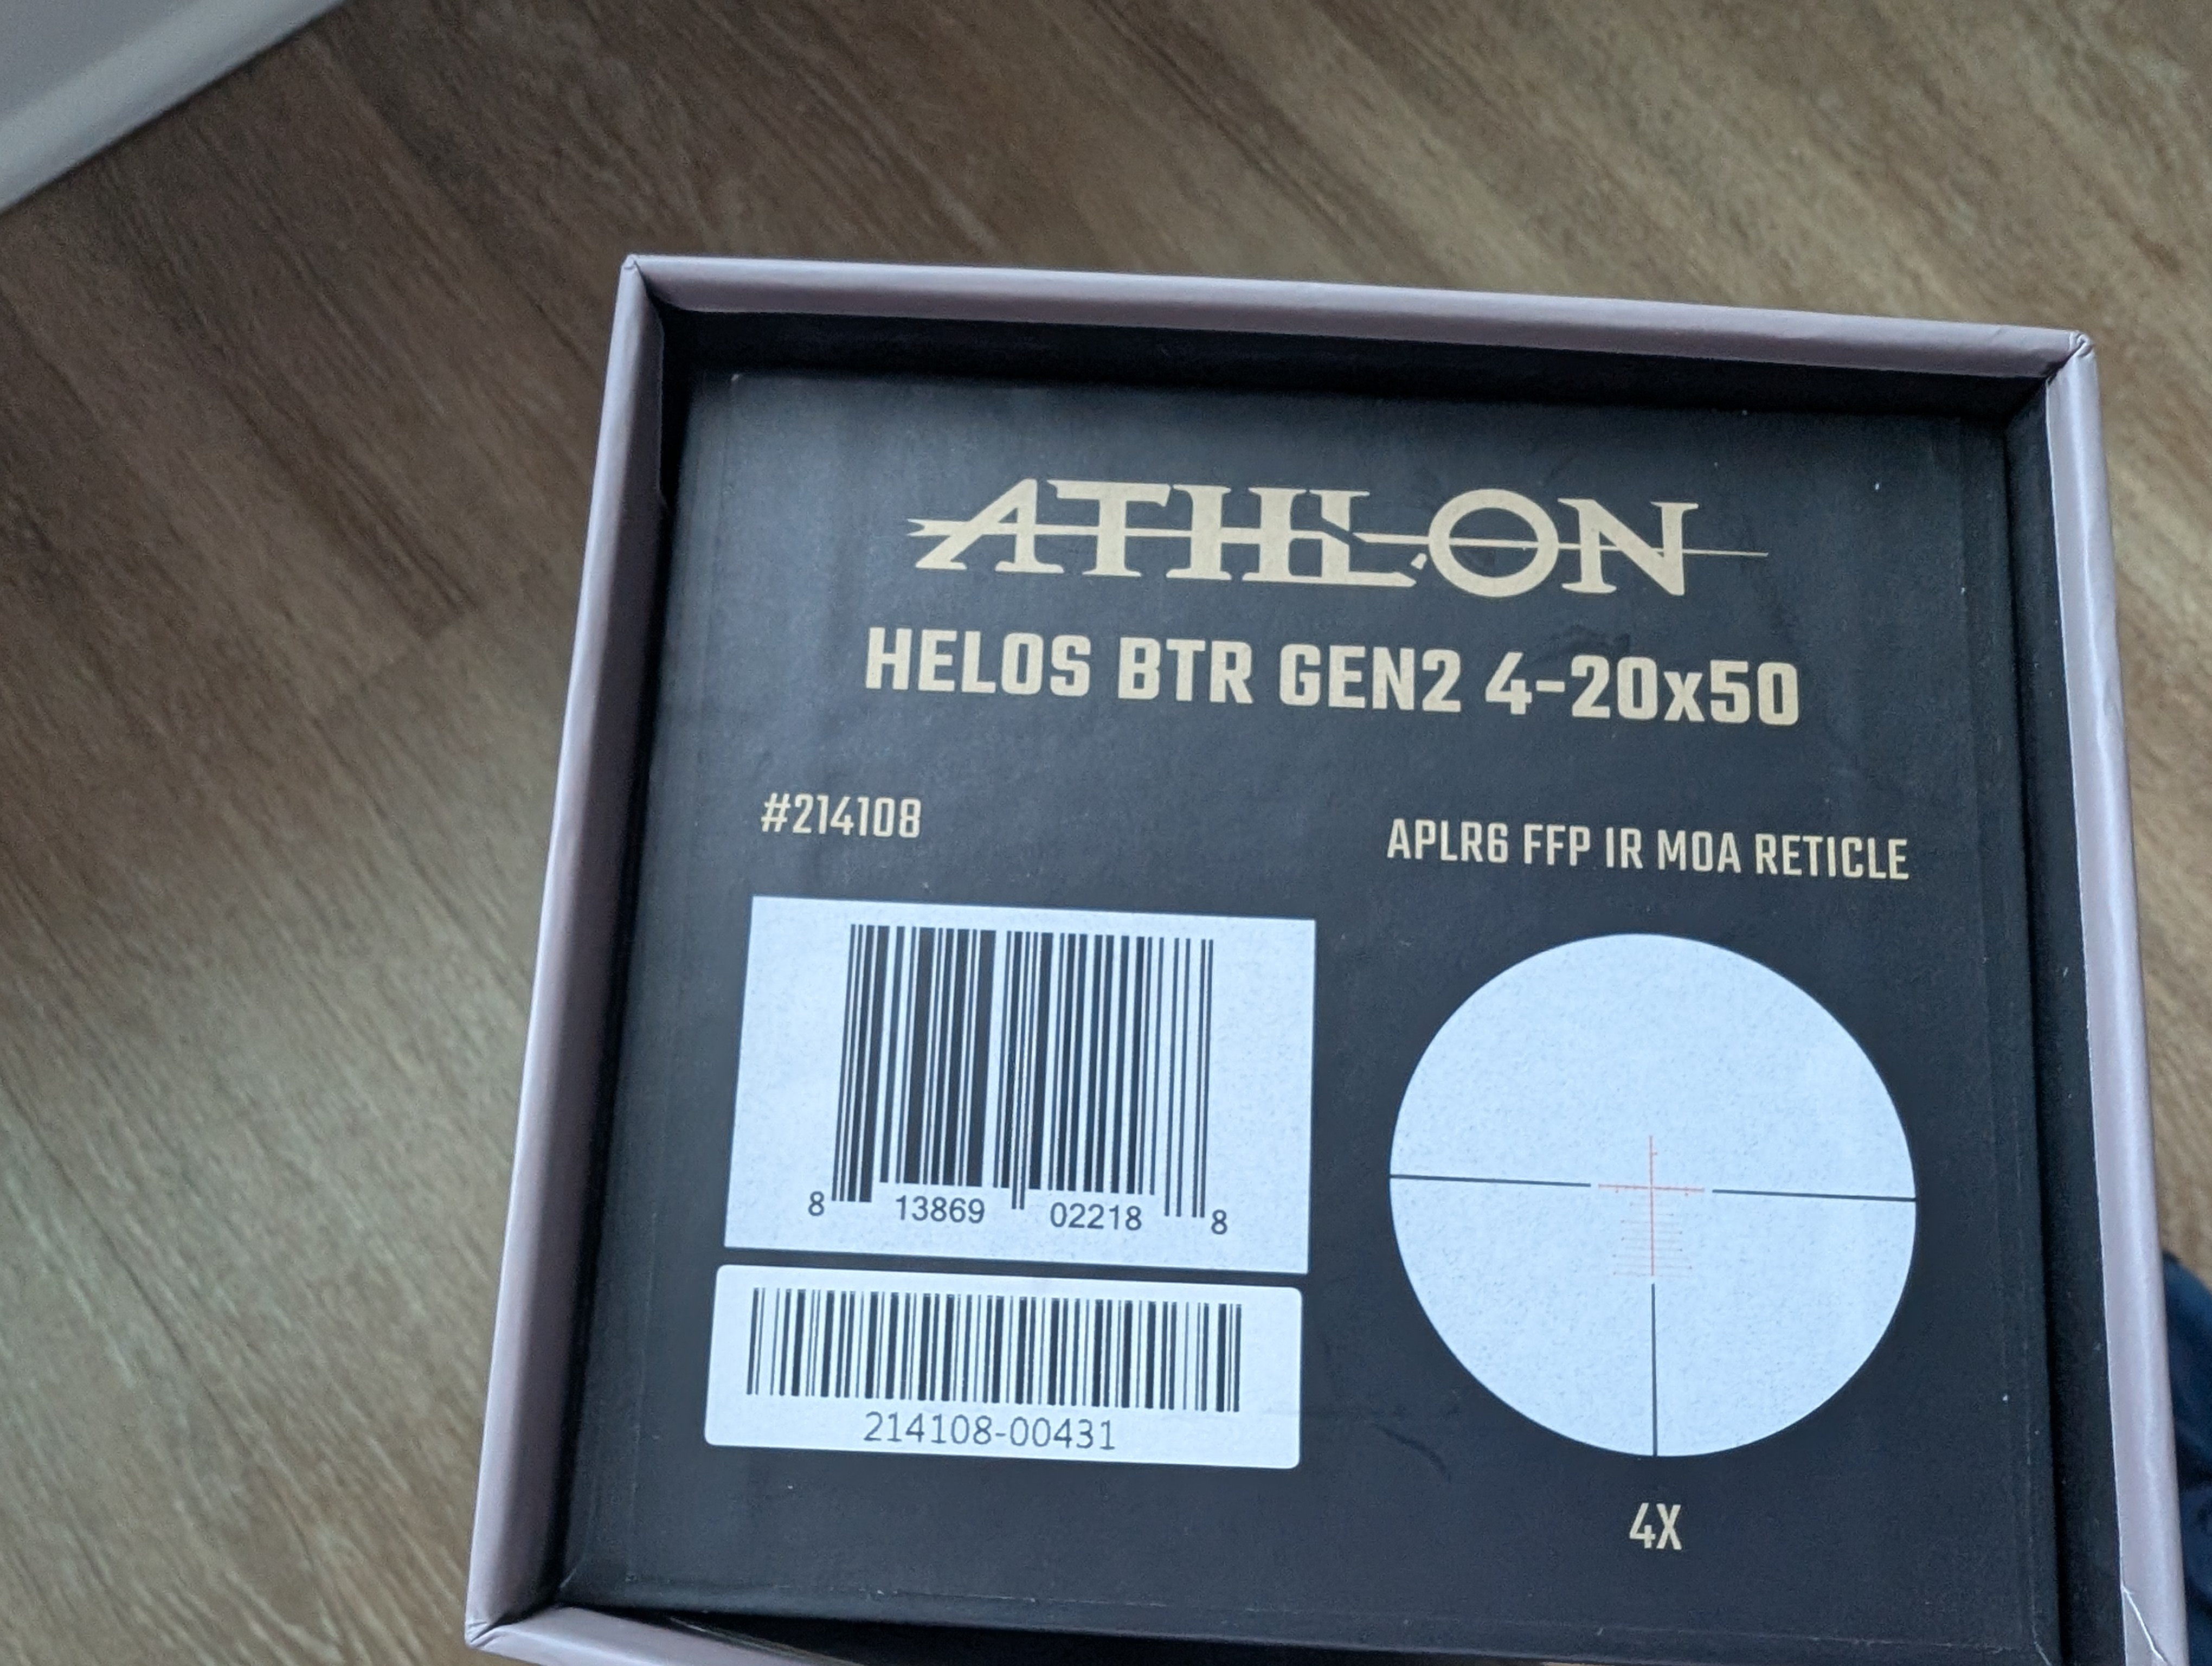 ATHLON
HELOS BTR GEN2 4-20x50
#214108
APLR6 FFP IR MOA RETICLE
8 13869 02218 8
214108-00431
4X